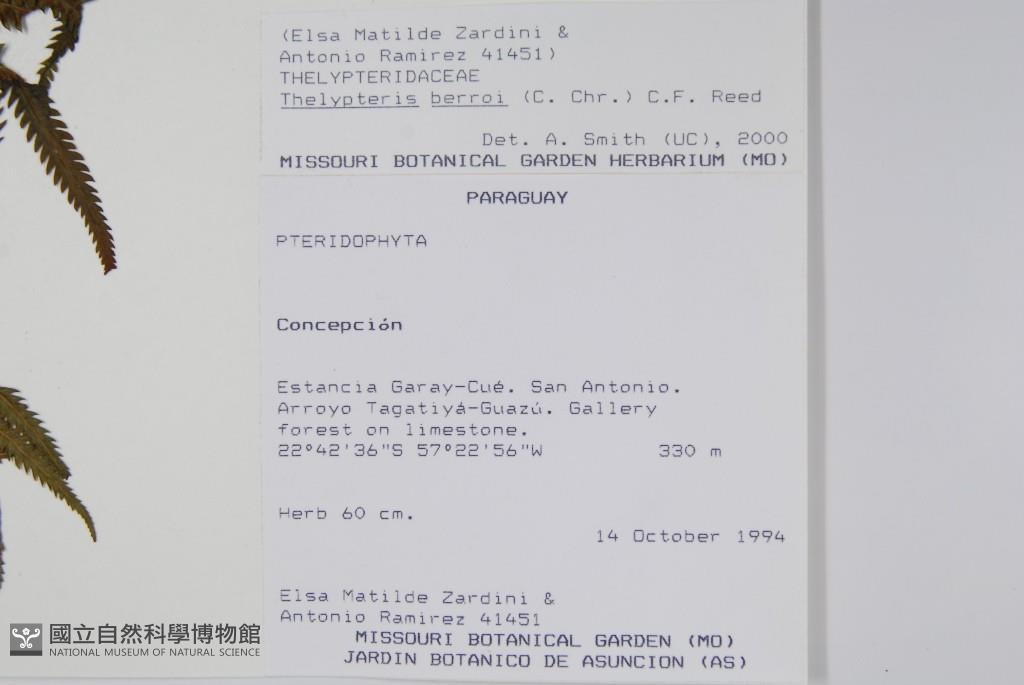 (Elsa Matilde Zardini &
Antonio Ramirez 41451)
THELYPTERIDACEAE
Thelypteris berroi (C. Chr.) C.F. Reed
Det. A. Smith (UC), 2000
MISSOURI BOTANICAL GARDEN HERBARIUM (MO)
PARAGUAY
PTERIDOPHYTA
Concepción
Estancia Garay-Cué. San Antonio.
Arroyo Tagatiyá-Guazú. Gallery
forest on limestone.
22°42'36"S 57°22'56"W 330 m
Herb 60 cm.
14 October 1994
Elsa Matilde Zardini &
Antonio Ramirez 41451
MISSOURI BOTANICAL GARDEN (MO)
JARDIN BOTANICO DE ASUNCION (AS)
國立自然科學博物館
NATIONAL MUSEUM OF NATURAL SCIENCE